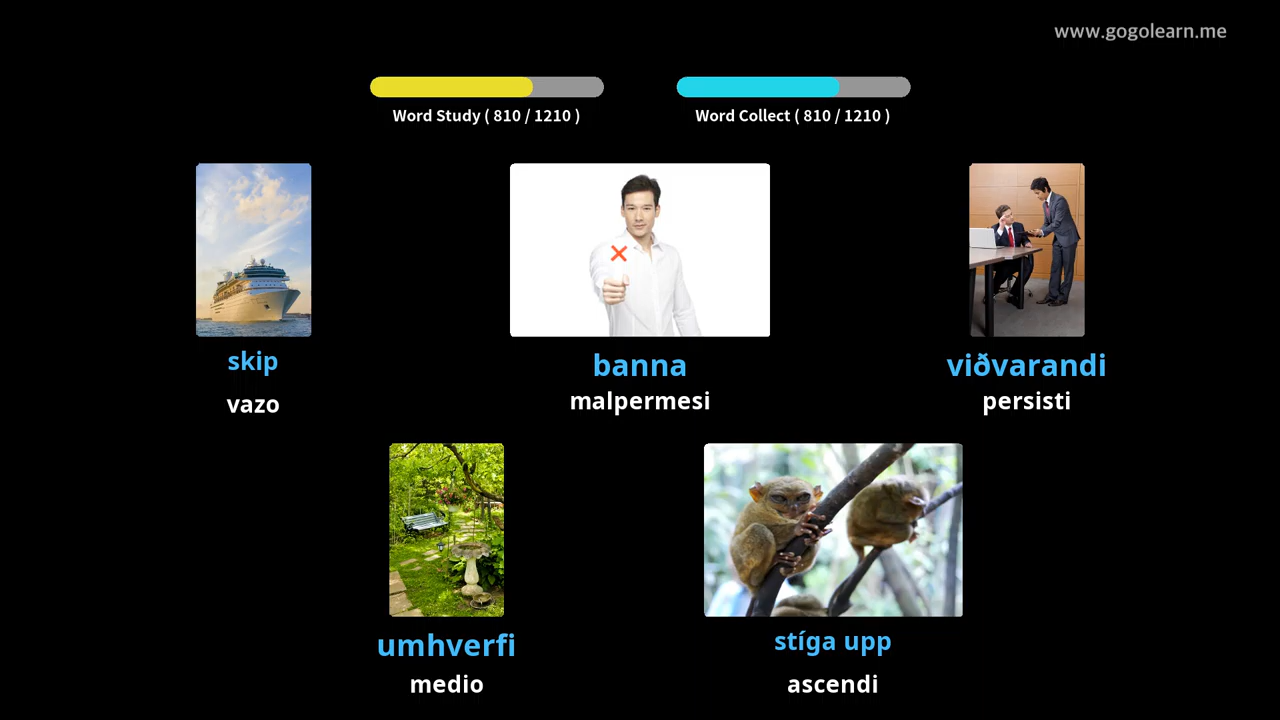 www.gogolearn.me
Word Study ( 810 / 1210 )
Word Collect ( 810 / 1210 )
skip
vazo
banna
malpermesi
viðvarandi
persisti
umhverfi
medio
stíga upp
ascendi